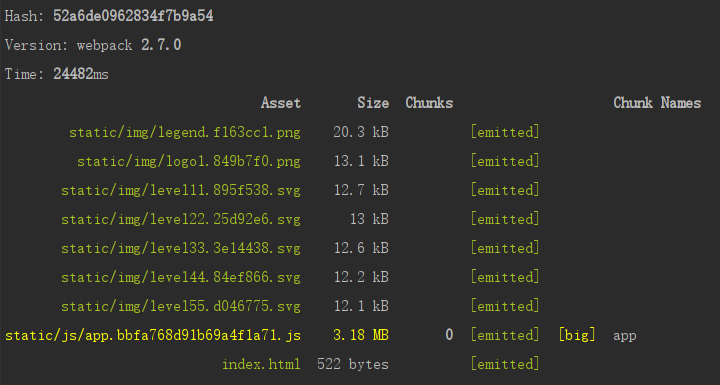 Hash: 52a6de0962834f7b9a54
Version: webpack 2.7.0
Time: 24482ms
Asset Size Chunks Chunk Names
static/img/legend.f163cc1.png 20.3 kB [emitted]
static/img/logo1.849b7f0.png 13.1 kB [emitted]
static/img/level11.895f538.svg 12.7 kB [emitted]
static/img/level22.25d92e6.svg 13 kB [emitted]
static/img/level33.3e14438.svg 12.6 kB [emitted]
static/img/level44.84ef866.svg 12.2 kB [emitted]
static/img/level55.d046775.svg 12.1 kB [emitted]
static/js/app.bbfa768d91b69a4f1a71.js 3.18 MB 0 [emitted] [big] app
index.html 522 bytes [emitted]